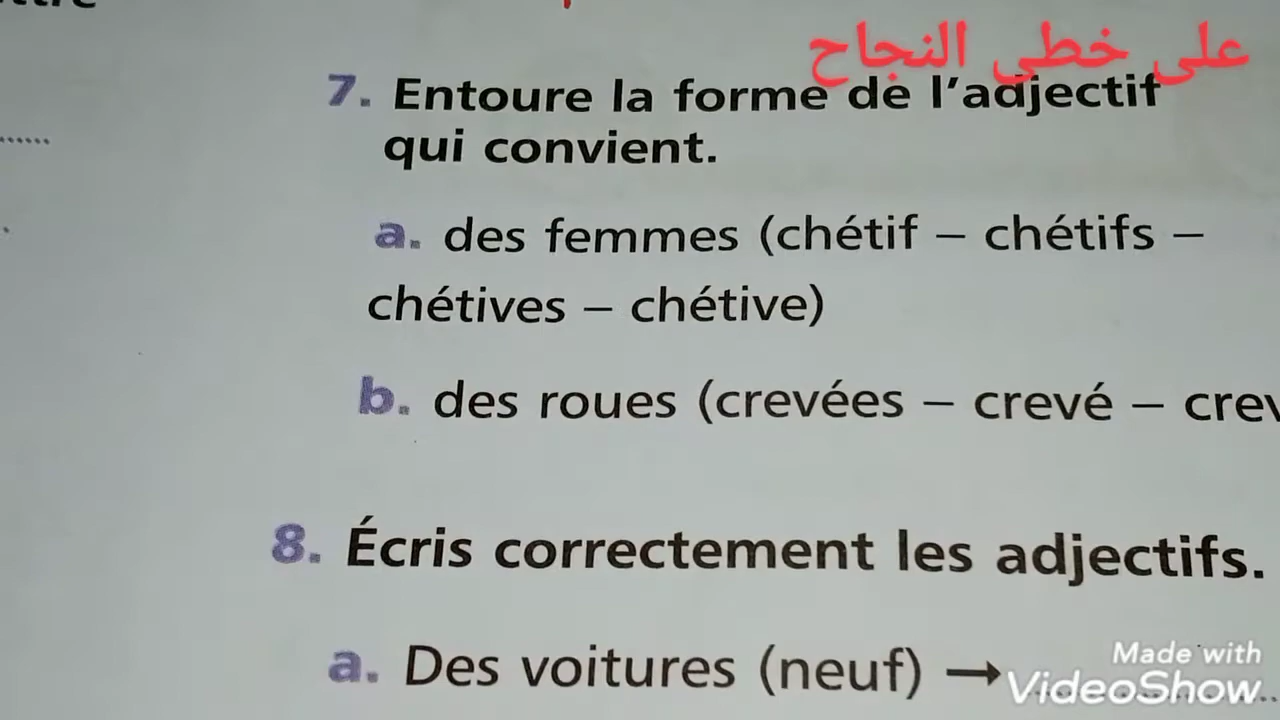 على خطى النجاح
7. Entoure la forme de l'adjectif
qui convient.
a. des femmes (chétif – chétifs –
chétives – chétive)
b. des roues (crevées – crevé –
8. Écris correctement les adjectifs.
a. Des voitures (neuf) →
Made with
VideoShow